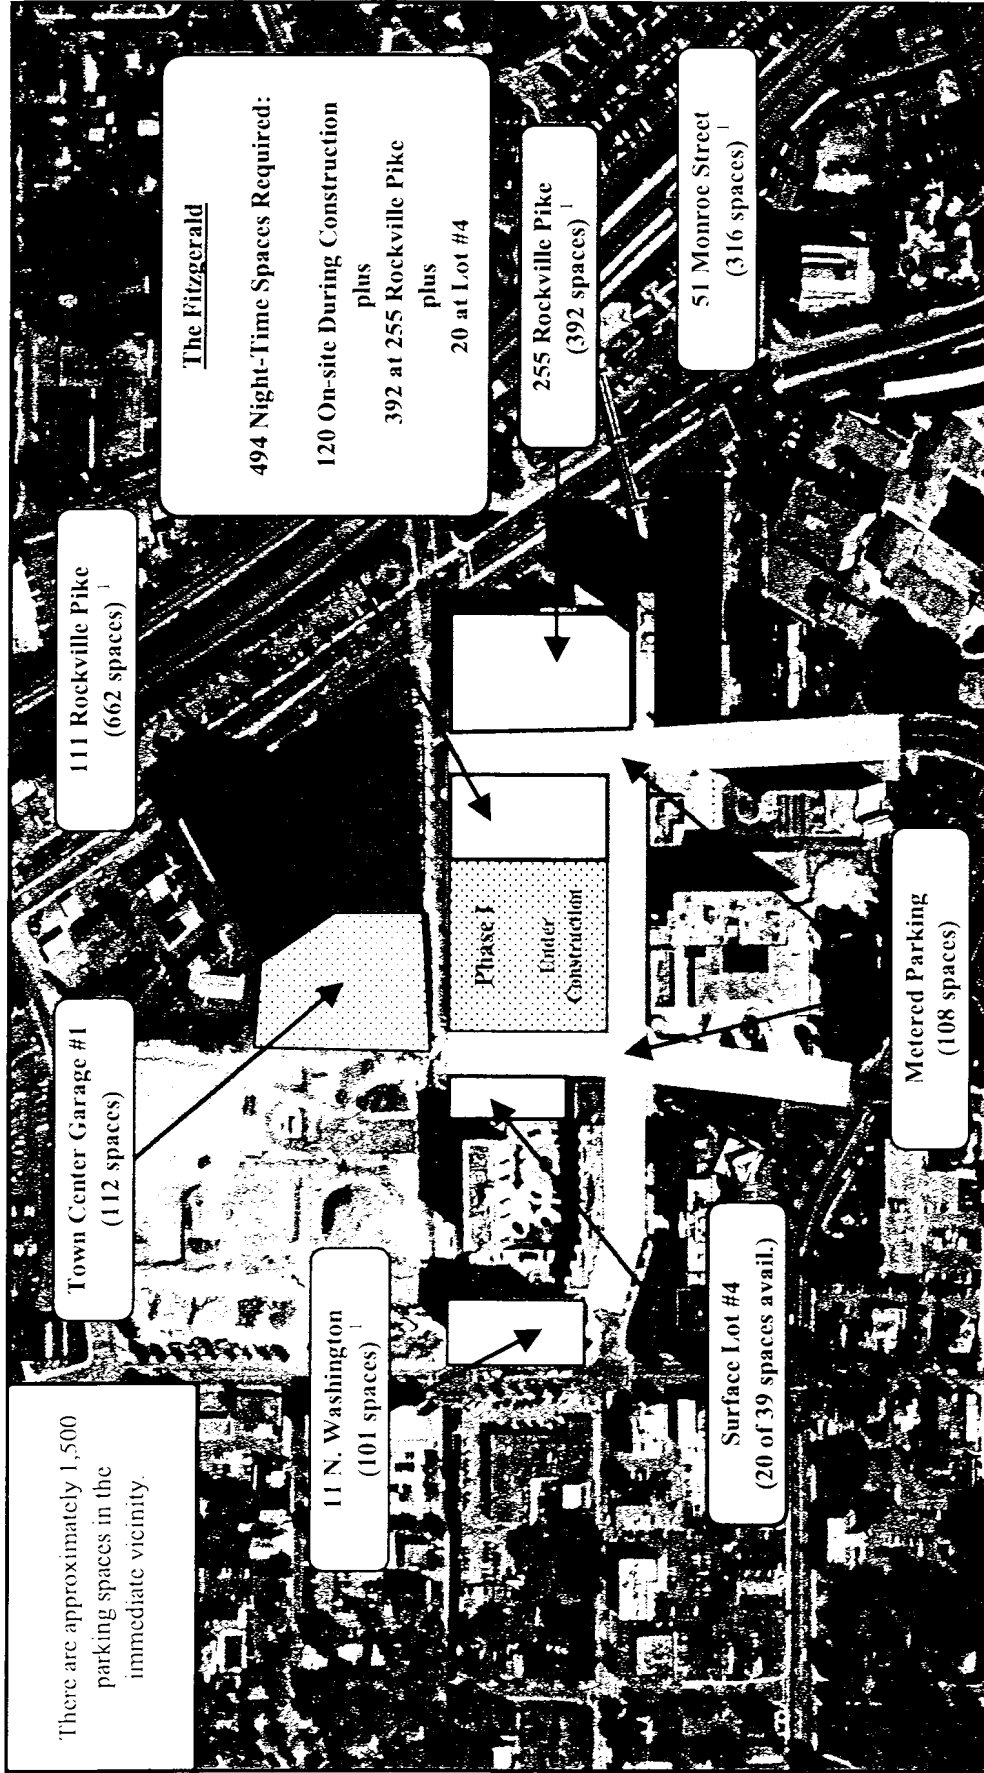 There are approximately 1,500
parking spaces in the
immediate vicinity.
Town Center Garage #1
(112 spaces)
111 Rockville Pike
(662 spaces) 1
The Fitzgerald
494 Night-Time Spaces Required:
120 On-site During Construction
plus
392 at 255 Rockville Pike
plus
20 at Lot #4
11 N. Washington
(101 spaces) 1
Phase I
Under
Construction
255 Rockville Pike
(392 spaces) 1
Surface Lot #4
(20 of 39 spaces avail.)
Metered Parking
(108 spaces)
51 Monroe Street
(316 spaces) 1